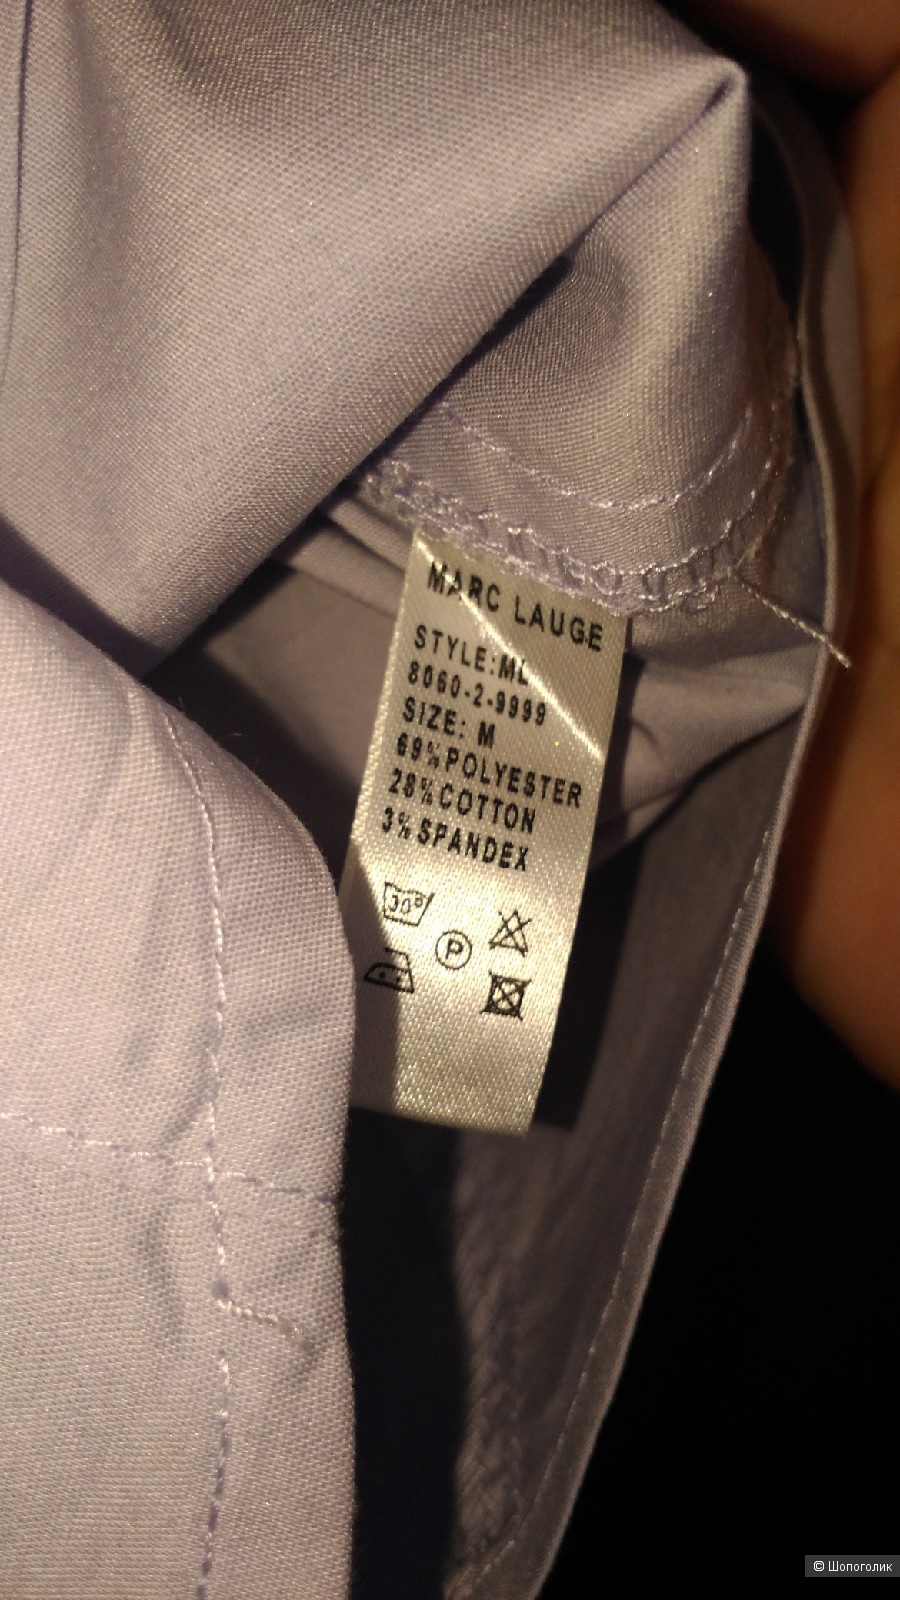 MARC LAUGE
STYLE:ML
8060-2-9999
SIZE: M
69%POLYESTER
28%COTTON
3%SPANDEX
30°
P
© Шопоголик